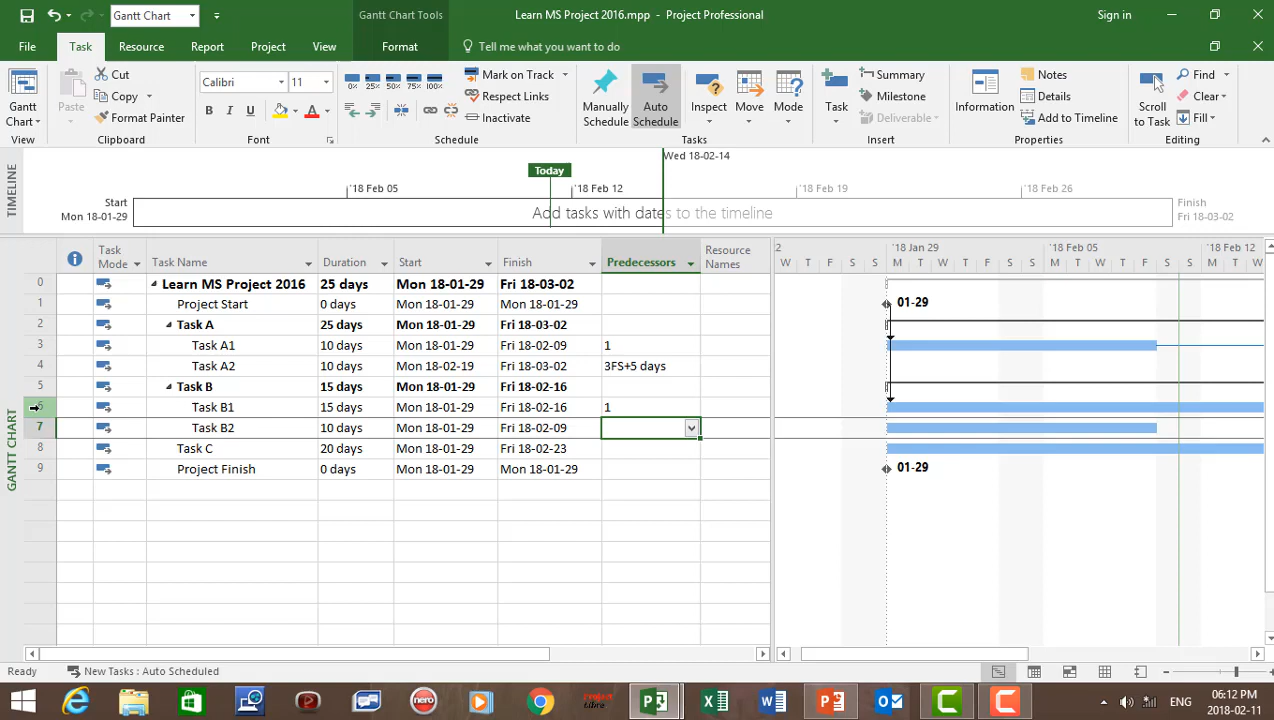 Gantt Chart
Gantt Chart Tools
Learn MS Project 2016.mpp - Project Professional
Sign in
File
Task
Resource
Report
Project
View
Format
Tell me what you want to do
Gantt
Chart
View
Paste
Cut
Copy
Format Painter
Clipboard
Calibri
11
B I U
A
Font
0% 25% 50% 75% 100%
Mark on Track
Respect Links
Inactivate
Schedule
Manually
Schedule
Auto
Schedule
Inspect
Move
Mode
Tasks
Task
Summary
Milestone
Deliverable
Insert
Information
Notes
Details
Add to Timeline
Properties
Scroll
to Task
Find
Clear
Fill
Editing
TIMELINE
Wed 18-02-14
Today
'18 Feb 05
'18 Feb 12
'18 Feb 19
'18 Feb 26
Start
Mon 18-01-29
Add tasks with dates to the timeline
Finish
Fri 18-03-02
GANTT CHART
Task
Mode
Task Name
Duration
Start
Finish
Predecessors
Resource
Names
0 Learn MS Project 2016 25 days Mon 18-01-29 Fri 18-03-02
1 Project Start 0 days Mon 18-01-29 Mon 18-01-29
2 Task A 25 days Mon 18-01-29 Fri 18-03-02
3 Task A1 10 days Mon 18-01-29 Fri 18-02-09 1
4 Task A2 10 days Mon 18-02-19 Fri 18-03-02 3FS+5 days
5 Task B 15 days Mon 18-01-29 Fri 18-02-16
6 Task B1 15 days Mon 18-01-29 Fri 18-02-16 1
7 Task B2 10 days Mon 18-01-29 Fri 18-02-09
8 Task C 20 days Mon 18-01-29 Fri 18-02-23
9 Project Finish 0 days Mon 18-01-29 Mon 18-01-29
2 '18 Jan 29 '18 Feb 05 '18 Feb 12
W T F S S M T W T F S S M T W T F S S M T W
01-29
01-29
Ready
New Tasks : Auto Scheduled
Project
Libre
ENG
06:12 PM
2018-02-11